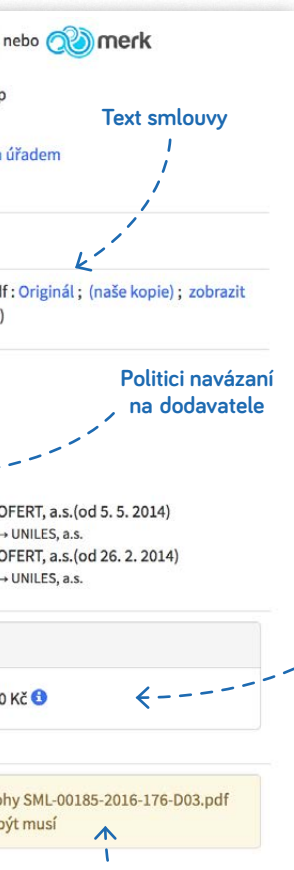 nebo merk
p
Text smlouvy
úřadem
df : Originál ; (naše kopie) ; zobrazit
)
Politici navázaní
na dodavatele
OFERT, a.s.(od 5. 5. 2014)
→ UNILES, a.s.
OFERT, a.s.(od 26. 2. 2014)
→ UNILES, a.s.
0 Kč
ohy SML-00185-2016-176-D03.pdf
být musí